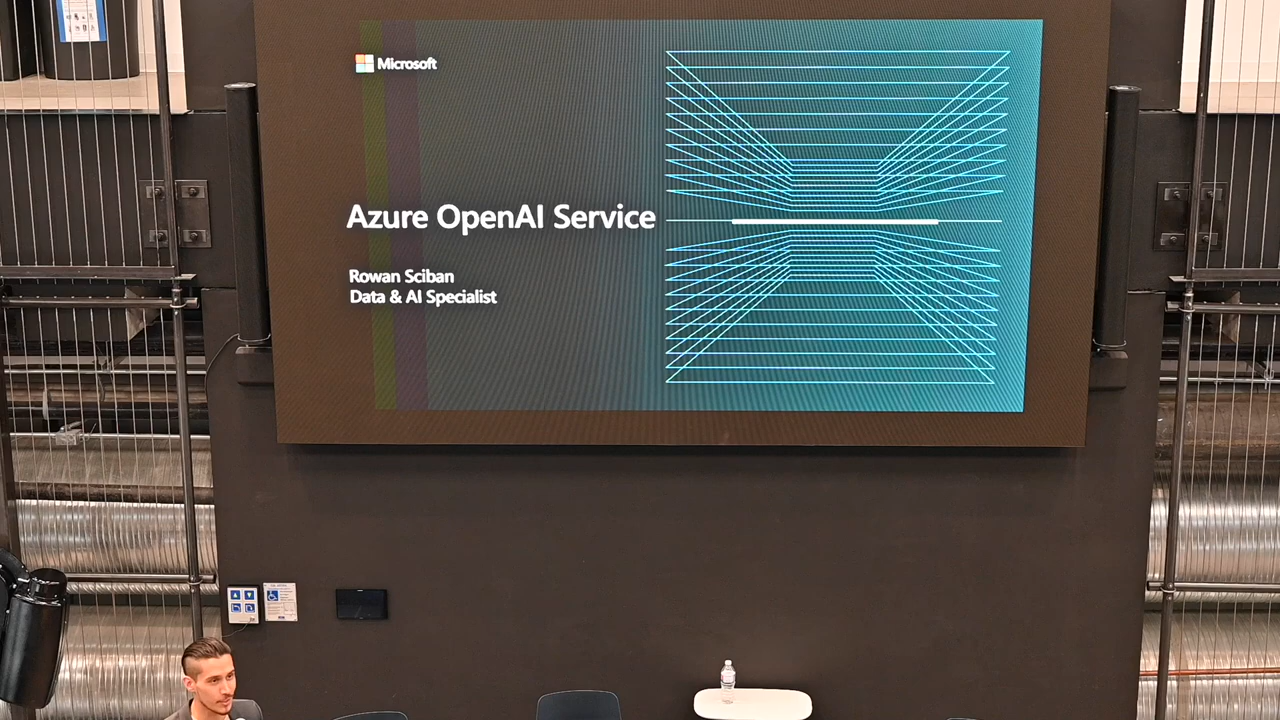 Microsoft
Azure OpenAI Service
Rowan Sciban
Data & AI Specialist